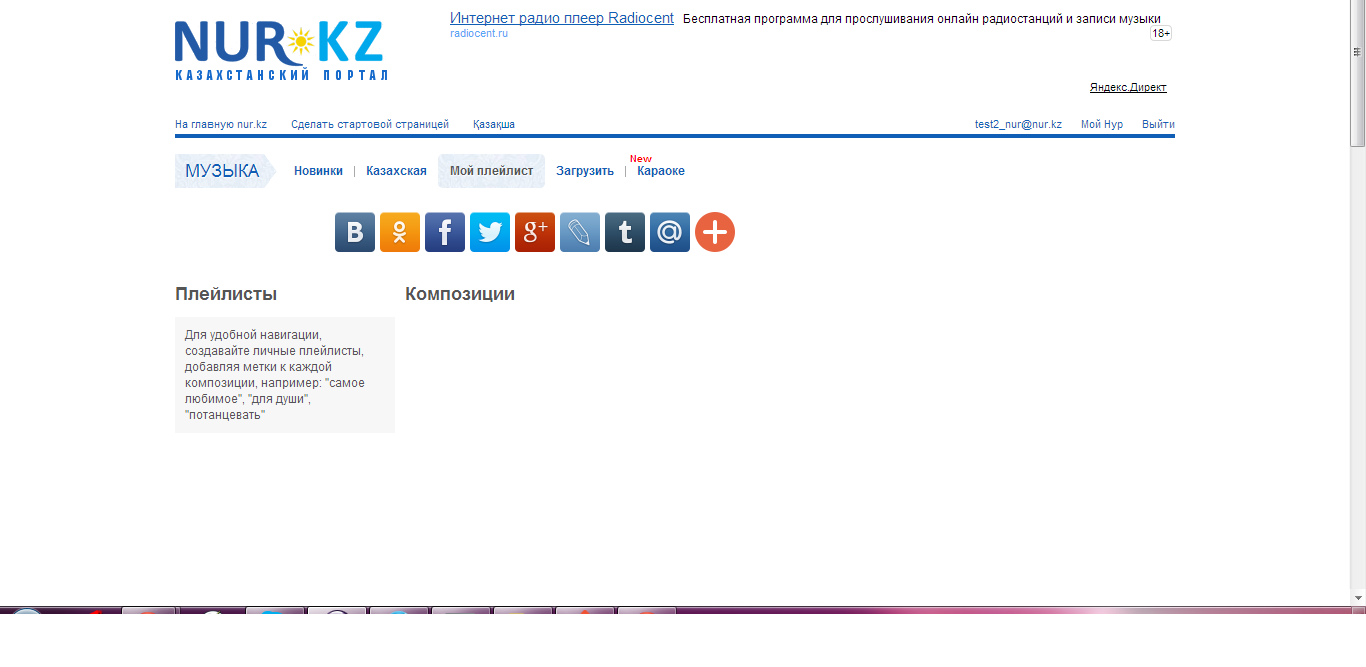 NUR KZ
КАЗАХСТАНСКИЙ ПОРТАЛ
Интернет радио плеер Radiocent Бесплатная программа для прослушивания онлайн радиостанций и записи музыки
radiocent.ru
18+
Яндекс.Директ
На главную nur.kz Сделать стартовой страницей Қазақша test2_nur@nur.kz Мой Нур Выйти
New
МУЗЫКА Новинки | Казахская Мой плейлист Загрузить | Караоке
В f g+ t @
Плейлисты Композиции
Для удобной навигации,
создавайте личные плейлисты,
добавляя метки к каждой
композиции, например: "самое
любимое", "для души",
"потанцевать"